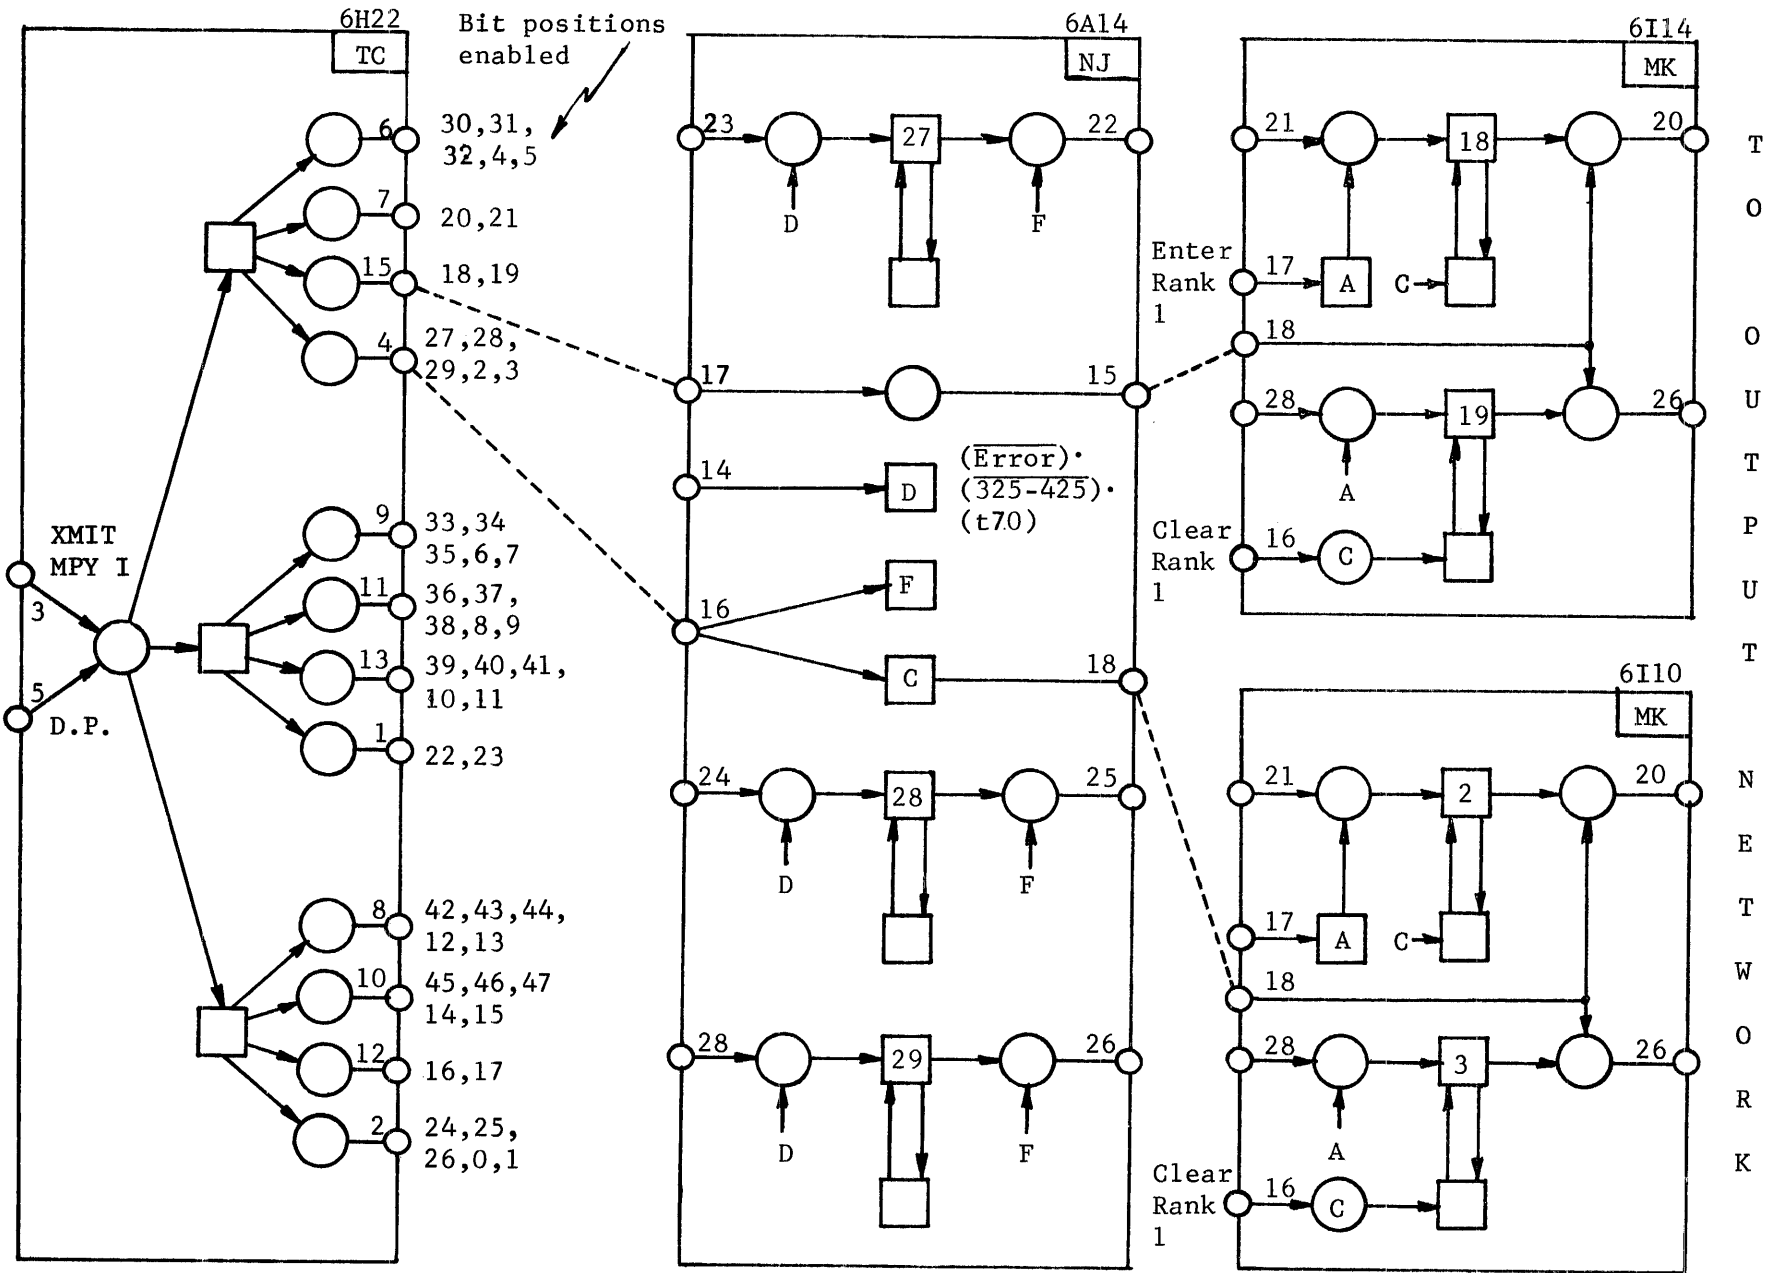 6H22
TC
Bit positions
enabled
6
30,31,
32,4,5
7
20,21
15
18,19
4
27,28,
29,2,3
XMIT
MPY I
3
5
D.P.
9
33,34
35,6,7
11
36,37,
38,8,9
13
39,40,41,
10,11
1
22,23
8
42,43,44,
12,13
10
45,46,47
14,15
12
16,17
2
24,25,
26,0,1
6A14
NJ
23
27
22
D
F
17
15
14
D
(Error)·
(325-425)·
(t70)
16
F
C
18
24
28
25
D
F
28
29
26
D
F
6I14
MK
21
18
20
Enter
Rank
1
17
A
C
18
28
19
26
A
Clear
Rank
1
16
C
6I10
MK
21
2
20
17
A
C
18
28
3
26
A
Clear
Rank
1
16
C
TO OUTPUT NETWORK